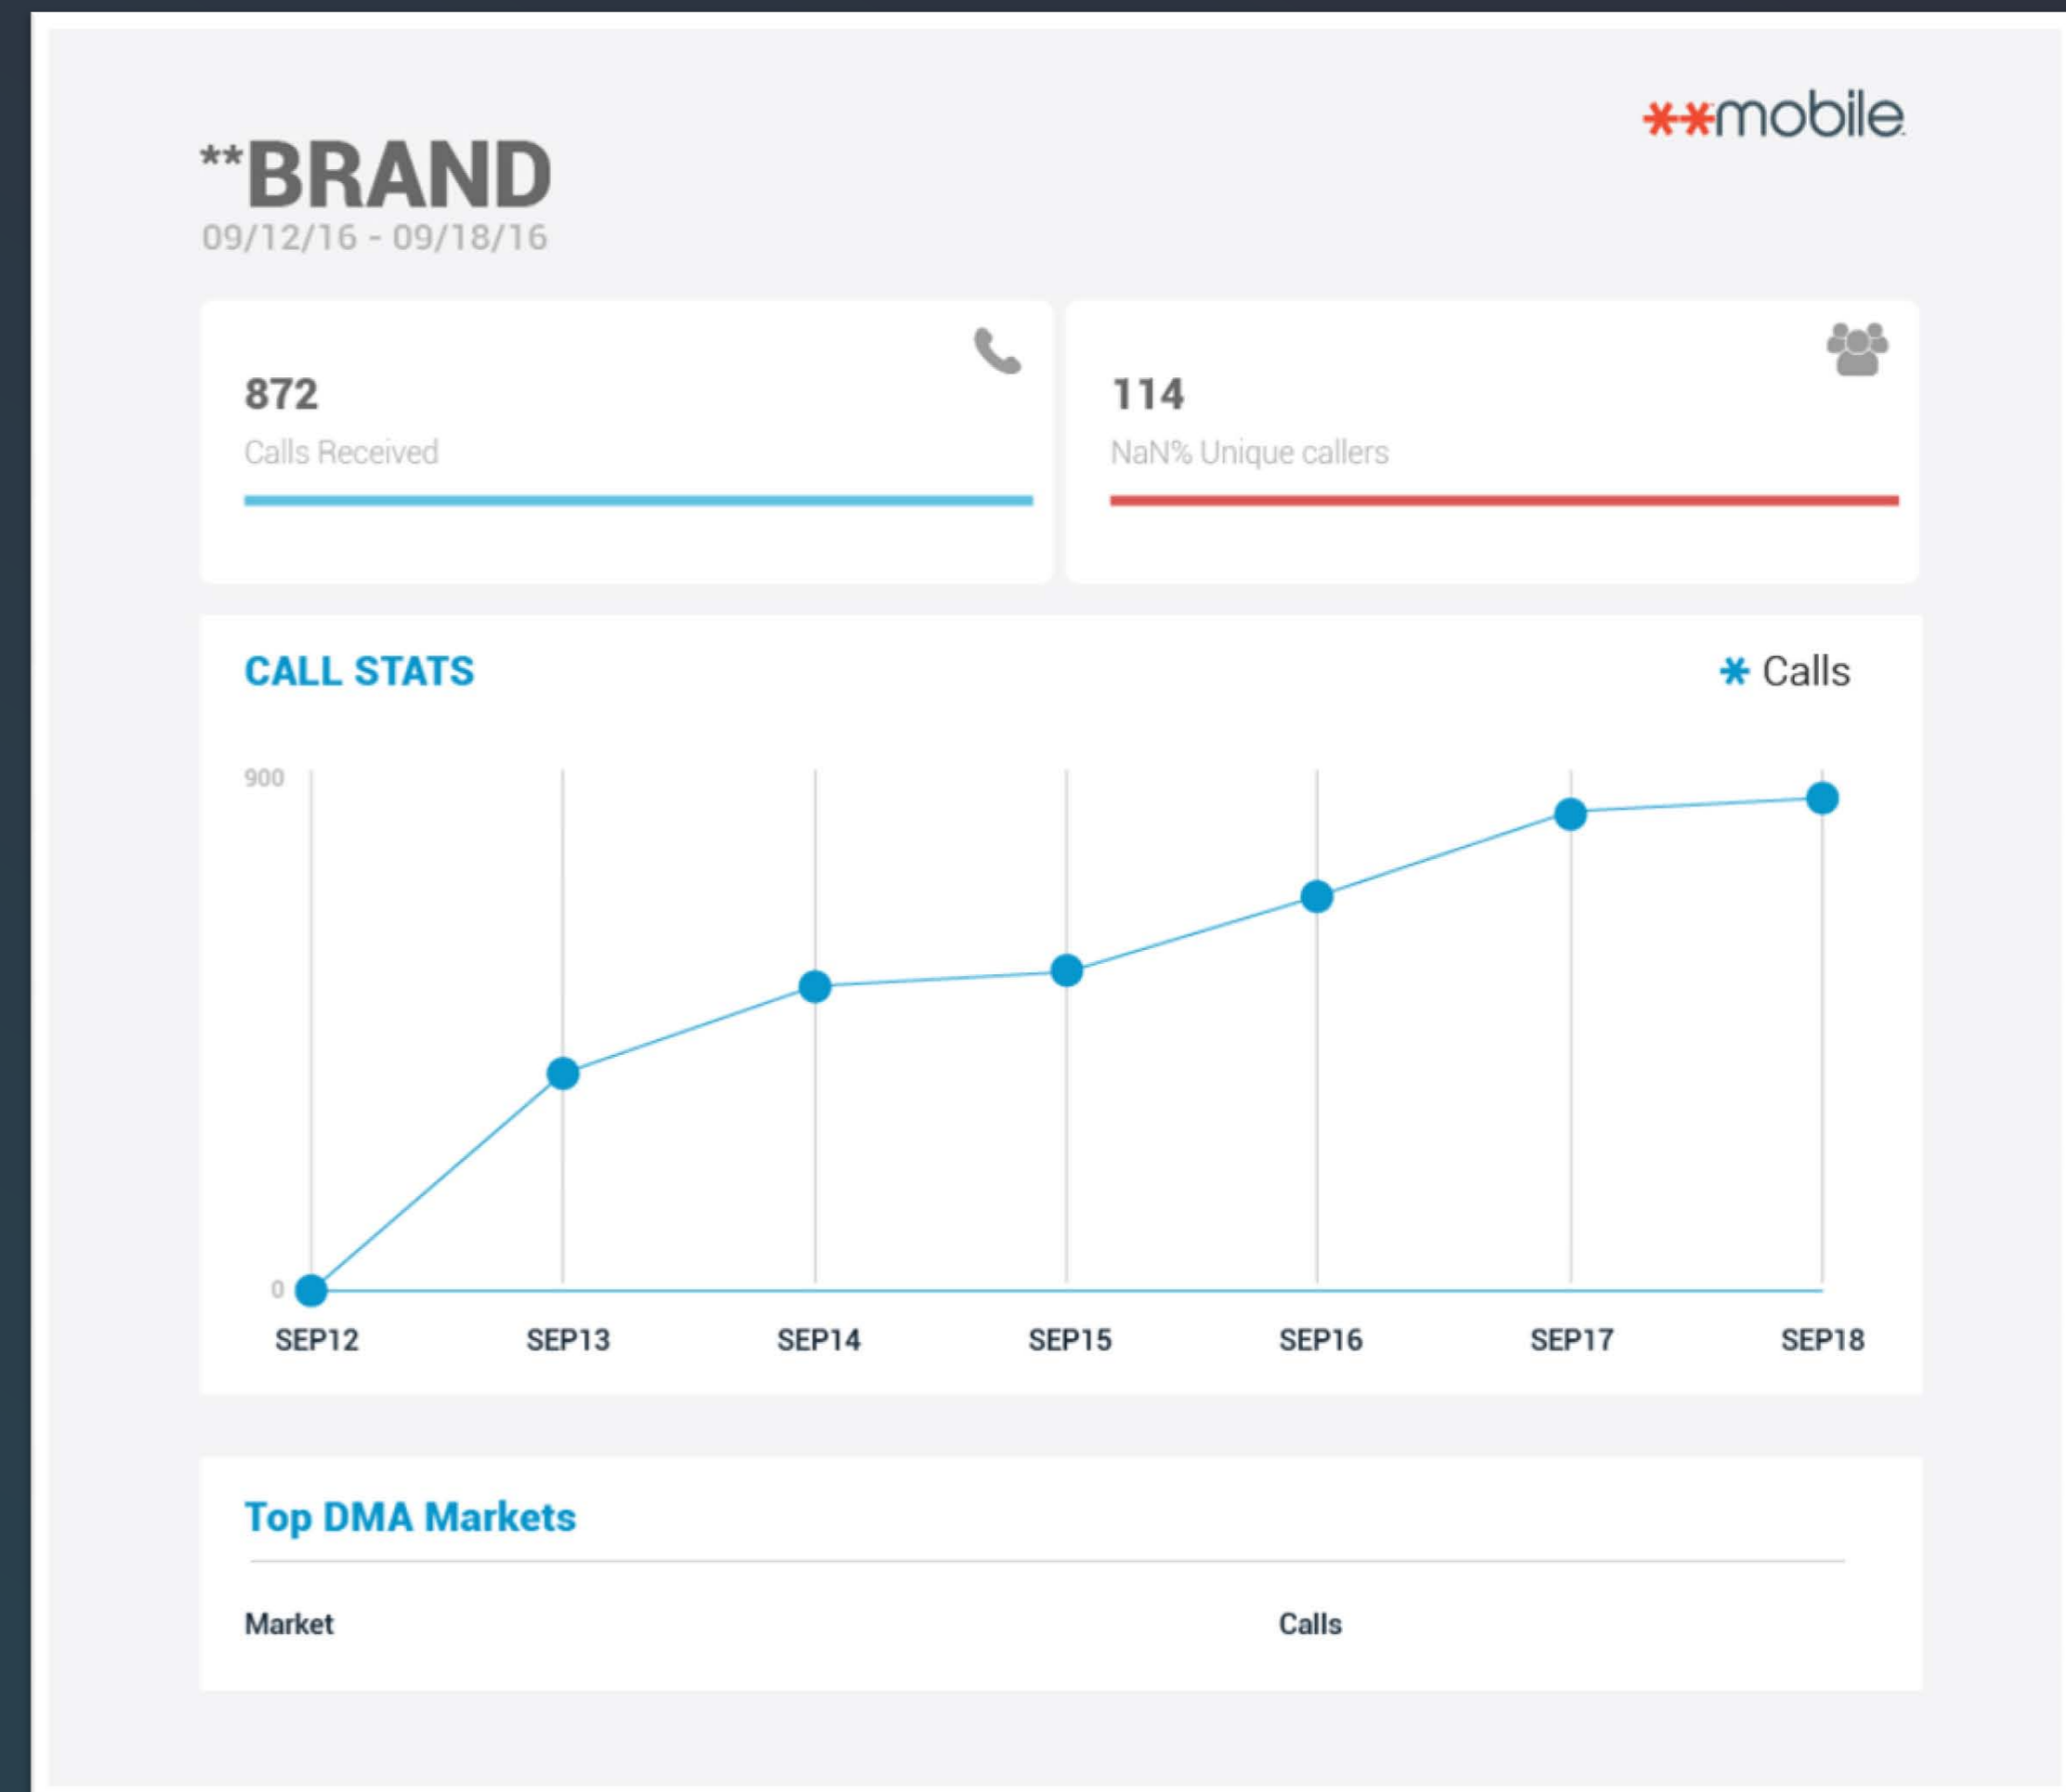 **mobile
**BRAND
09/12/16 - 09/18/16
872
Calls Received
114
NaN% Unique callers
CALL STATS
* Calls
900
0
SEP12 SEP13 SEP14 SEP15 SEP16 SEP17 SEP18
Top DMA Markets
Market Calls